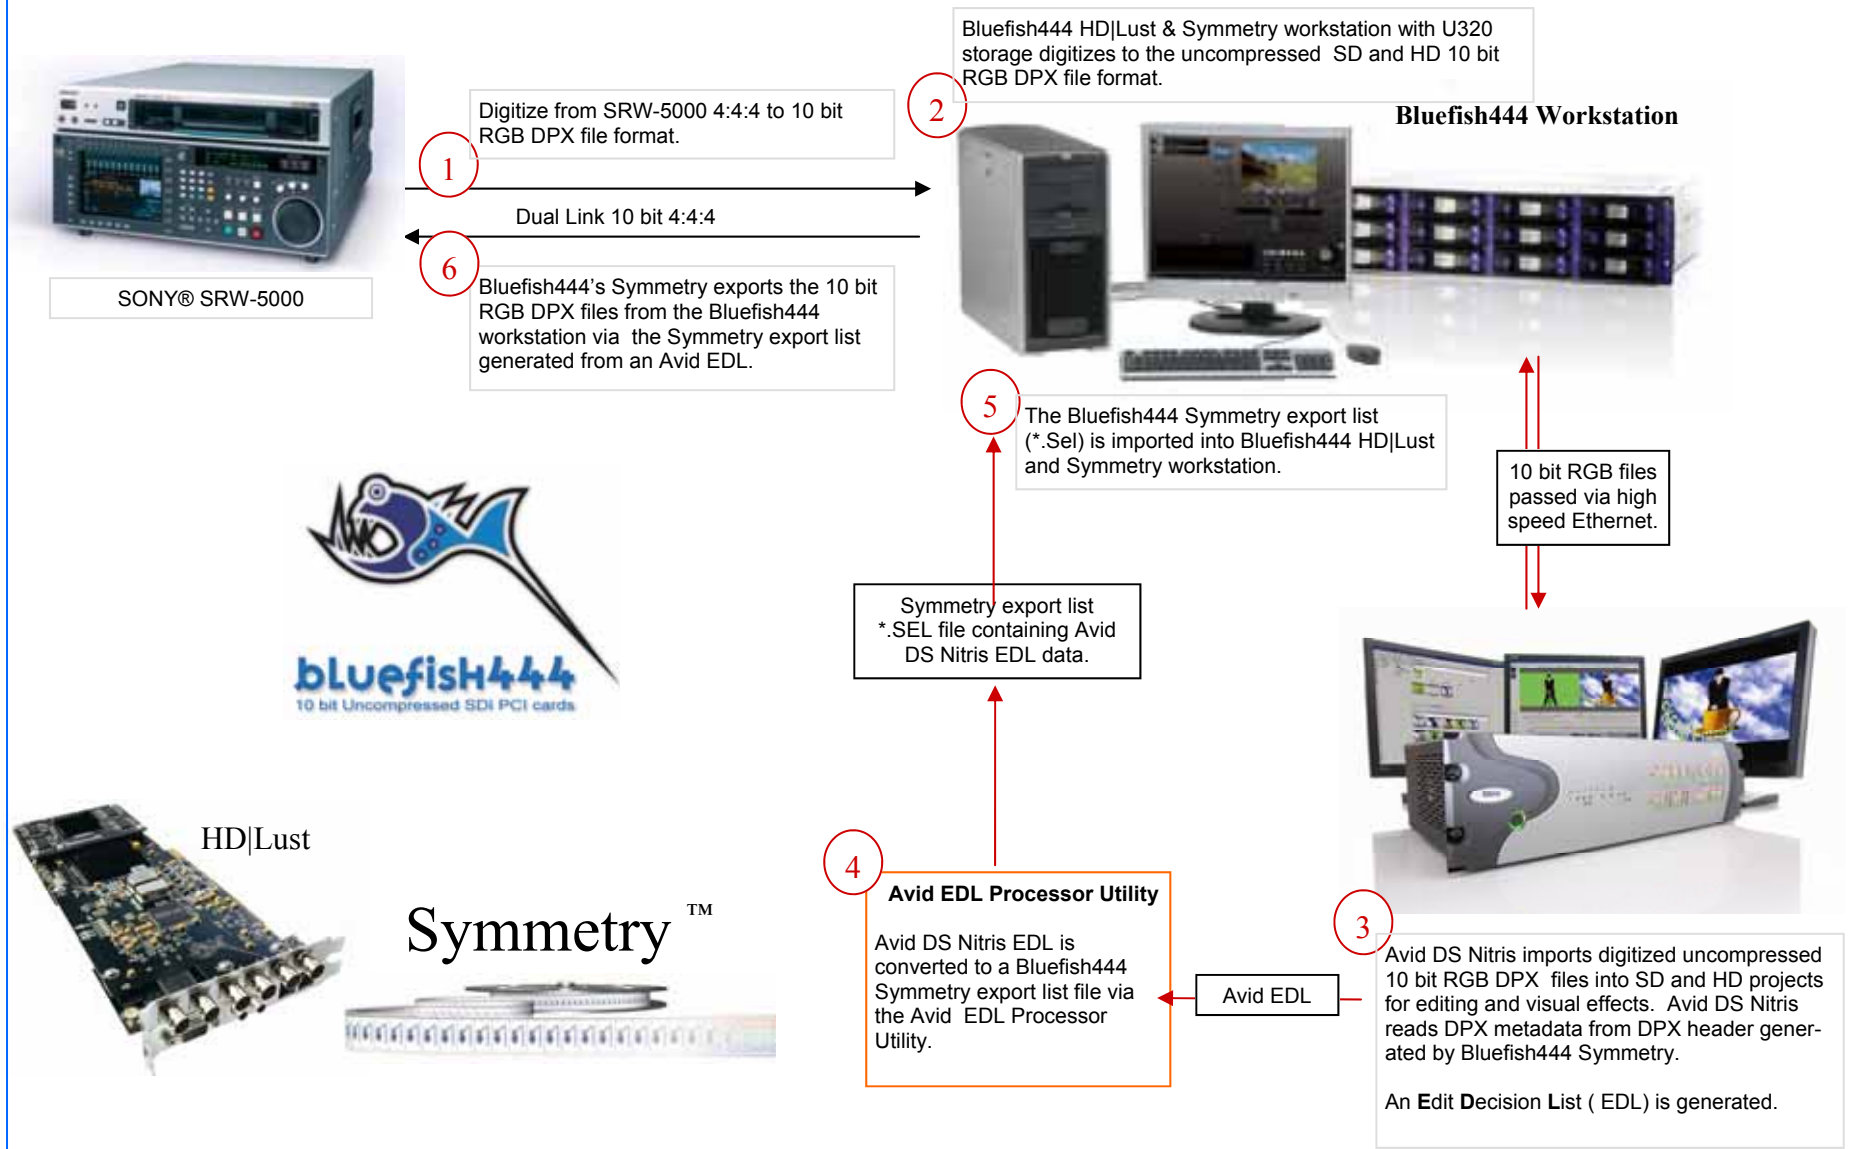 Bluefish444 HD|Lust & Symmetry workstation with U320
storage digitizes to the uncompressed SD and HD 10 bit
RGB DPX file format.
2
Bluefish444 Workstation
Digitize from SRW-5000 4:4:4 to 10 bit
RGB DPX file format.
1
Dual Link 10 bit 4:4:4
6
Bluefish444’s Symmetry exports the 10 bit
RGB DPX files from the Bluefish444
workstation via the Symmetry export list
generated from an Avid EDL.
SONY® SRW-5000
5
The Bluefish444 Symmetry export list
(*.Sel) is imported into Bluefish444 HD|Lust
and Symmetry workstation.
10 bit RGB files
passed via high
speed Ethernet.
Symmetry export list
*.SEL file containing Avid
DS Nitris EDL data.
bluefish444
10 bit Uncompressed SDI PCI cards
HD|Lust
Symmetry ™
4
Avid EDL Processor Utility
Avid DS Nitris EDL is
converted to a Bluefish444
Symmetry export list file via
the Avid EDL Processor
Utility.
Avid EDL
3
Avid DS Nitris imports digitized uncompressed
10 bit RGB DPX files into SD and HD projects
for editing and visual effects. Avid DS Nitris
reads DPX metadata from DPX header gener-
ated by Bluefish444 Symmetry.
An Edit Decision List ( EDL) is generated.